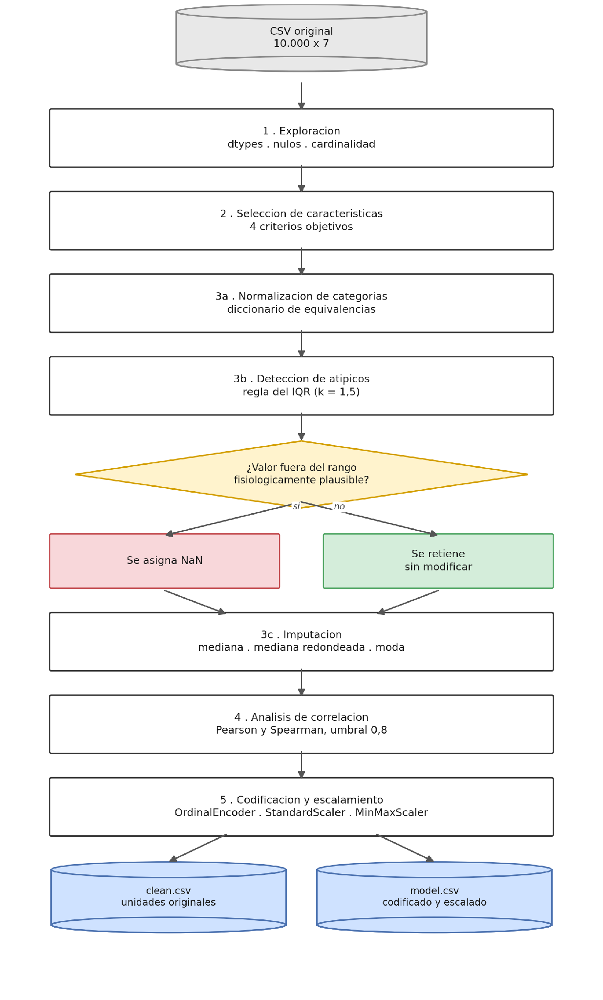 CSV original
10.000 x 7
1 . Exploracion
dtypes . nulos . cardinalidad
2 . Seleccion de caracteristicas
4 criterios objetivos
3a . Normalizacion de categorias
diccionario de equivalencias
3b . Deteccion de atipicos
regla del IQR (k = 1,5)
¿Valor fuera del rango
fisiologicamente plausible?
si
no
Se asigna NaN
Se retiene
sin modificar
3c . Imputacion
mediana . mediana redondeada . moda
4 . Analisis de correlacion
Pearson y Spearman, umbral 0,8
5 . Codificacion y escalamiento
OrdinalEncoder . StandardScaler . MinMaxScaler
clean.csv
unidades originales
model.csv
codificado y escalado